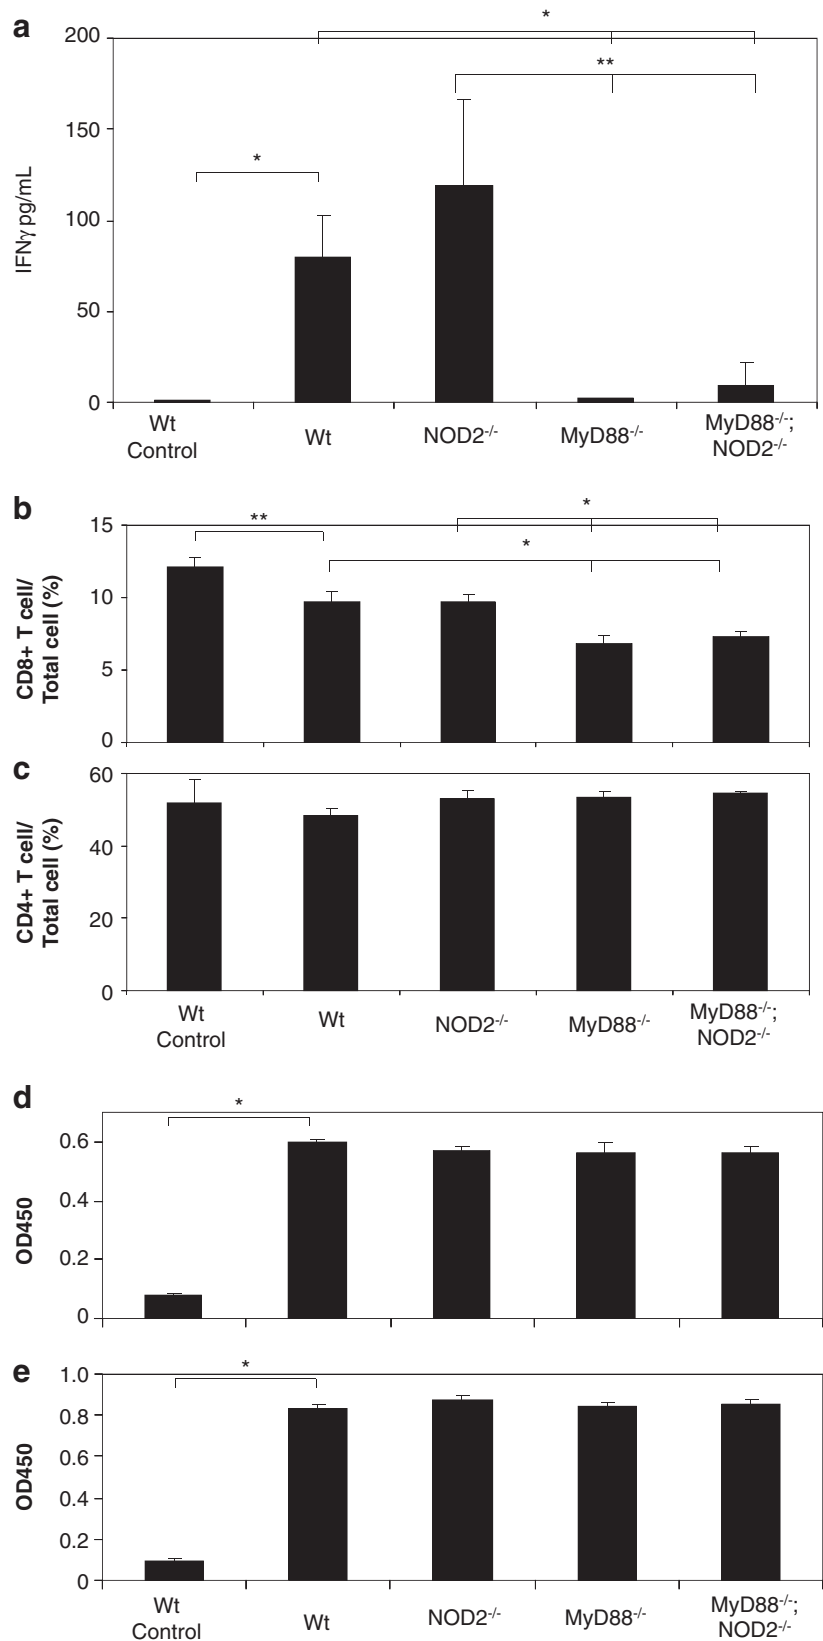 a
*
200
**
150
*
100
50
0
IFNγ pg/mL
Wt
Control
Wt
NOD2-/-
MyD88-/-
MyD88-/-;
NOD2-/-
b
*
15
**
*
10
5
0
CD8+ T cell/
Total cell (%)
c
60
40
20
0
CD4+ T cell/
Total cell (%)
Wt
Control
Wt
NOD2-/-
MyD88-/-
MyD88-/-;
NOD2-/-
d
*
0.6
0.4
0.2
0
OD450
e
*
1.0
0.8
0.6
0.4
0.2
0
OD450
Wt
Control
Wt
NOD2-/-
MyD88-/-
MyD88-/-;
NOD2-/-